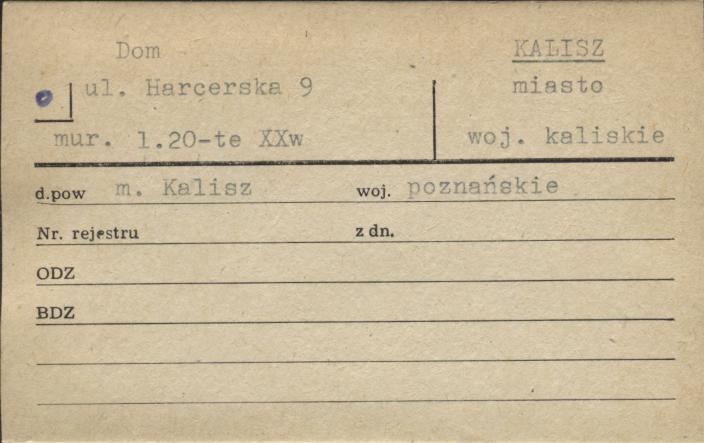 Dom
KALISZ
ul. Harcerska 9
miasto
mur. l.20-te XXw
woj. kaliskie
d.pow m. Kalisz woj. poznańskie
Nr. rejestru z dn.
ODZ
BDZ